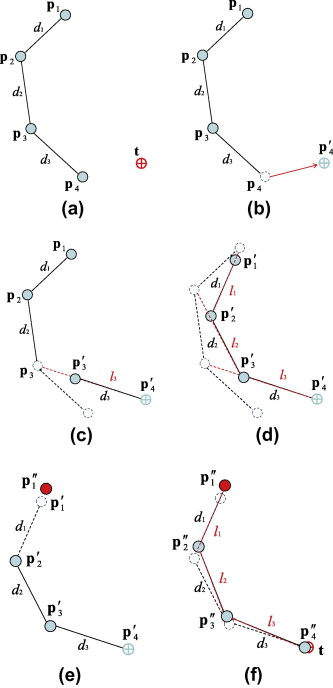 p1
d1
p2
d2
p3
d3
p4
t
(a)
p1
d1
p2
d2
p3
d3
p4
p′4
(b)
p1
d1
p2
d2
p3
p′3
l3
d3
p′4
(c)
p′1
d1
l1
p′2
d2
l2
p′3
l3
d3
p′4
(d)
p″1
p′1
d1
p′2
d2
p′3
d3
p′4
(e)
p″1
d1
l1
p″2
l2
d2
p″3
l3
d3
p″4
t
(f)